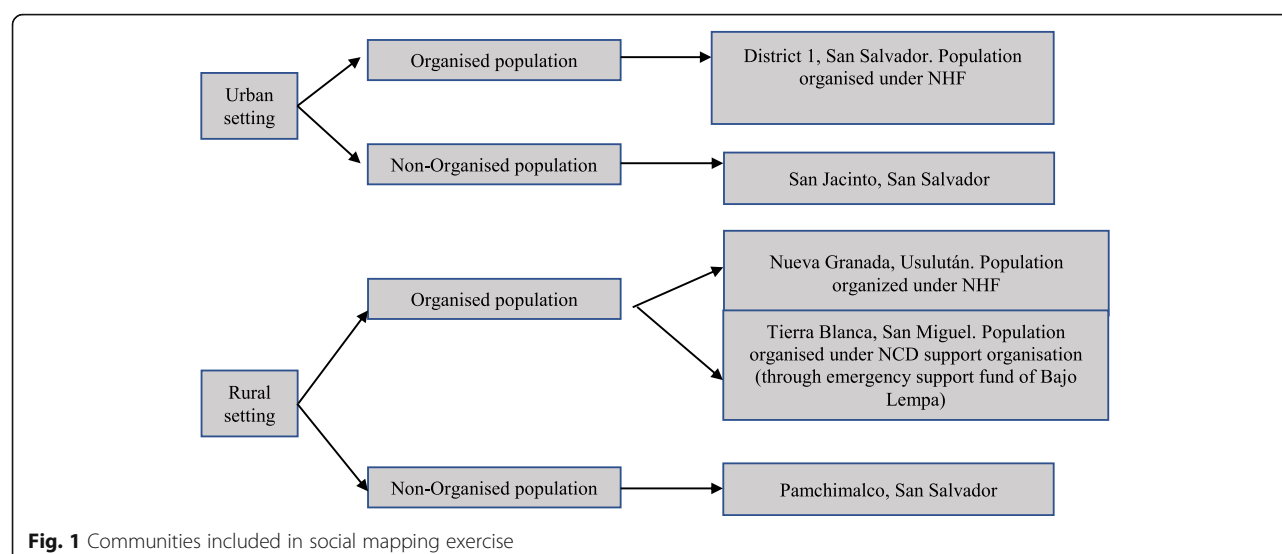 Organised population
District 1, San Salvador. Population
organised under NHF
Urban
setting
Non-Organised population
San Jacinto, San Salvador
Nueva Granada, Usulután. Population
organized under NHF
Organised population
Tierra Blanca, San Miguel. Population
organised under NCD support organisation
(through emergency support fund of Bajo
Lempa)
Rural
setting
Non-Organised population
Pamchimalco, San Salvador
Fig. 1 Communities included in social mapping exercise